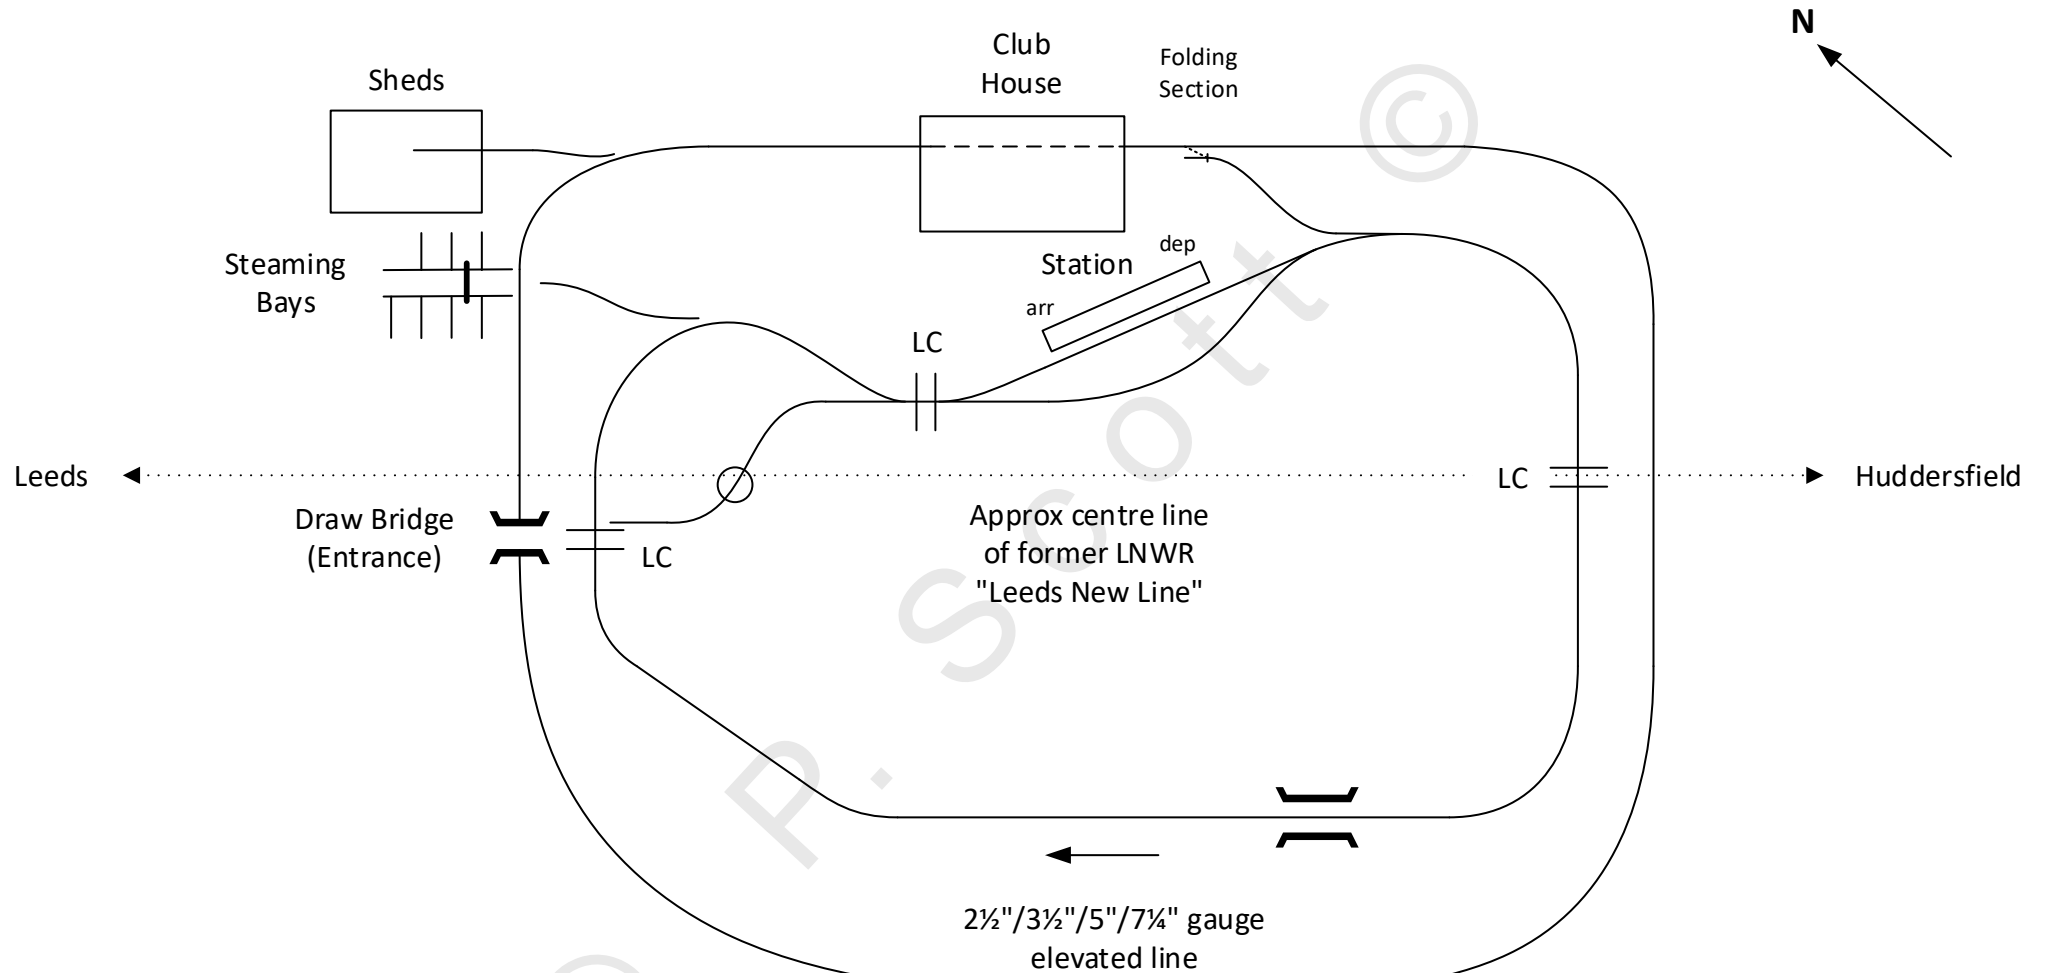 N
Club
House
Folding
Section
Sheds
Station
dep
arr
Steaming
Bays
LC
Leeds
LC
Huddersfield
Draw Bridge
(Entrance)
LC
Approx centre line
of former LNWR
"Leeds New Line"
2½"/3½"/5"/7¼" gauge
elevated line
© P. Scott ©